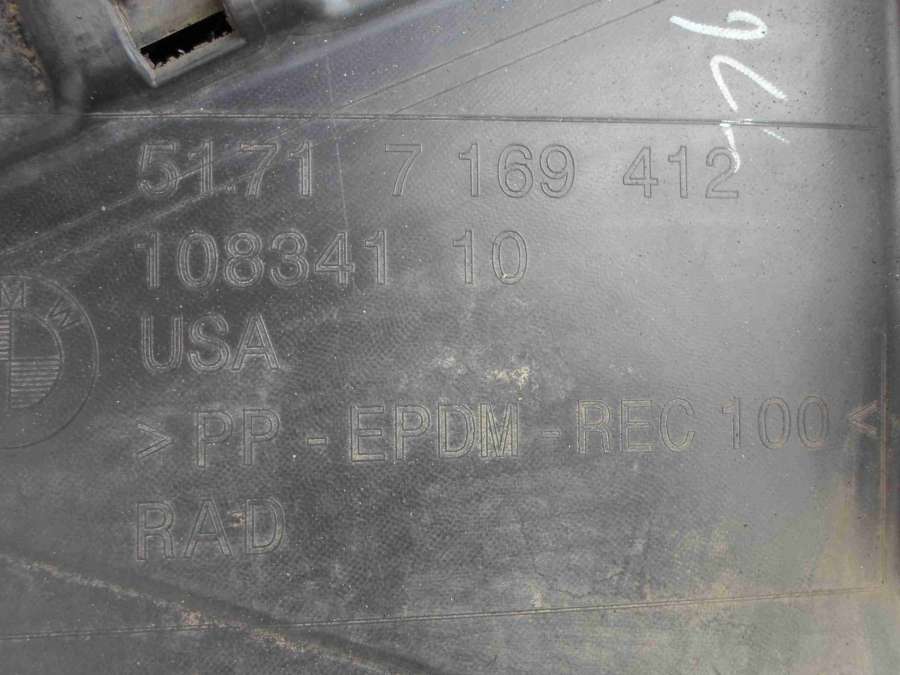 51.71 7 169 412
108341 10
BMW
USA
>PP-EPDM-REC 100<
RAD